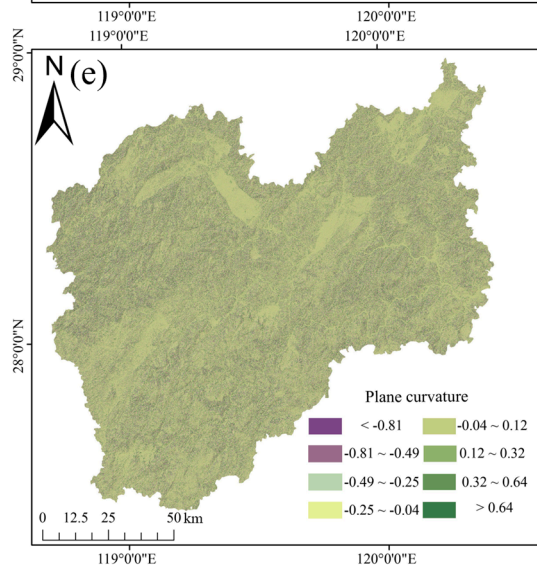 119°0'0"E 120°0'0"E
119°0'0"E 120°0'0"E
29°0'0"N
N (e)
28°0'0"N
Plane curvature
< -0.81 -0.04 ~ 0.12
-0.81 ~ -0.49 0.12 ~ 0.32
-0.49 ~ -0.25 0.32 ~ 0.64
-0.25 ~ -0.04 > 0.64
0 12.5 25 50 km
119°0'0"E 120°0'0"E